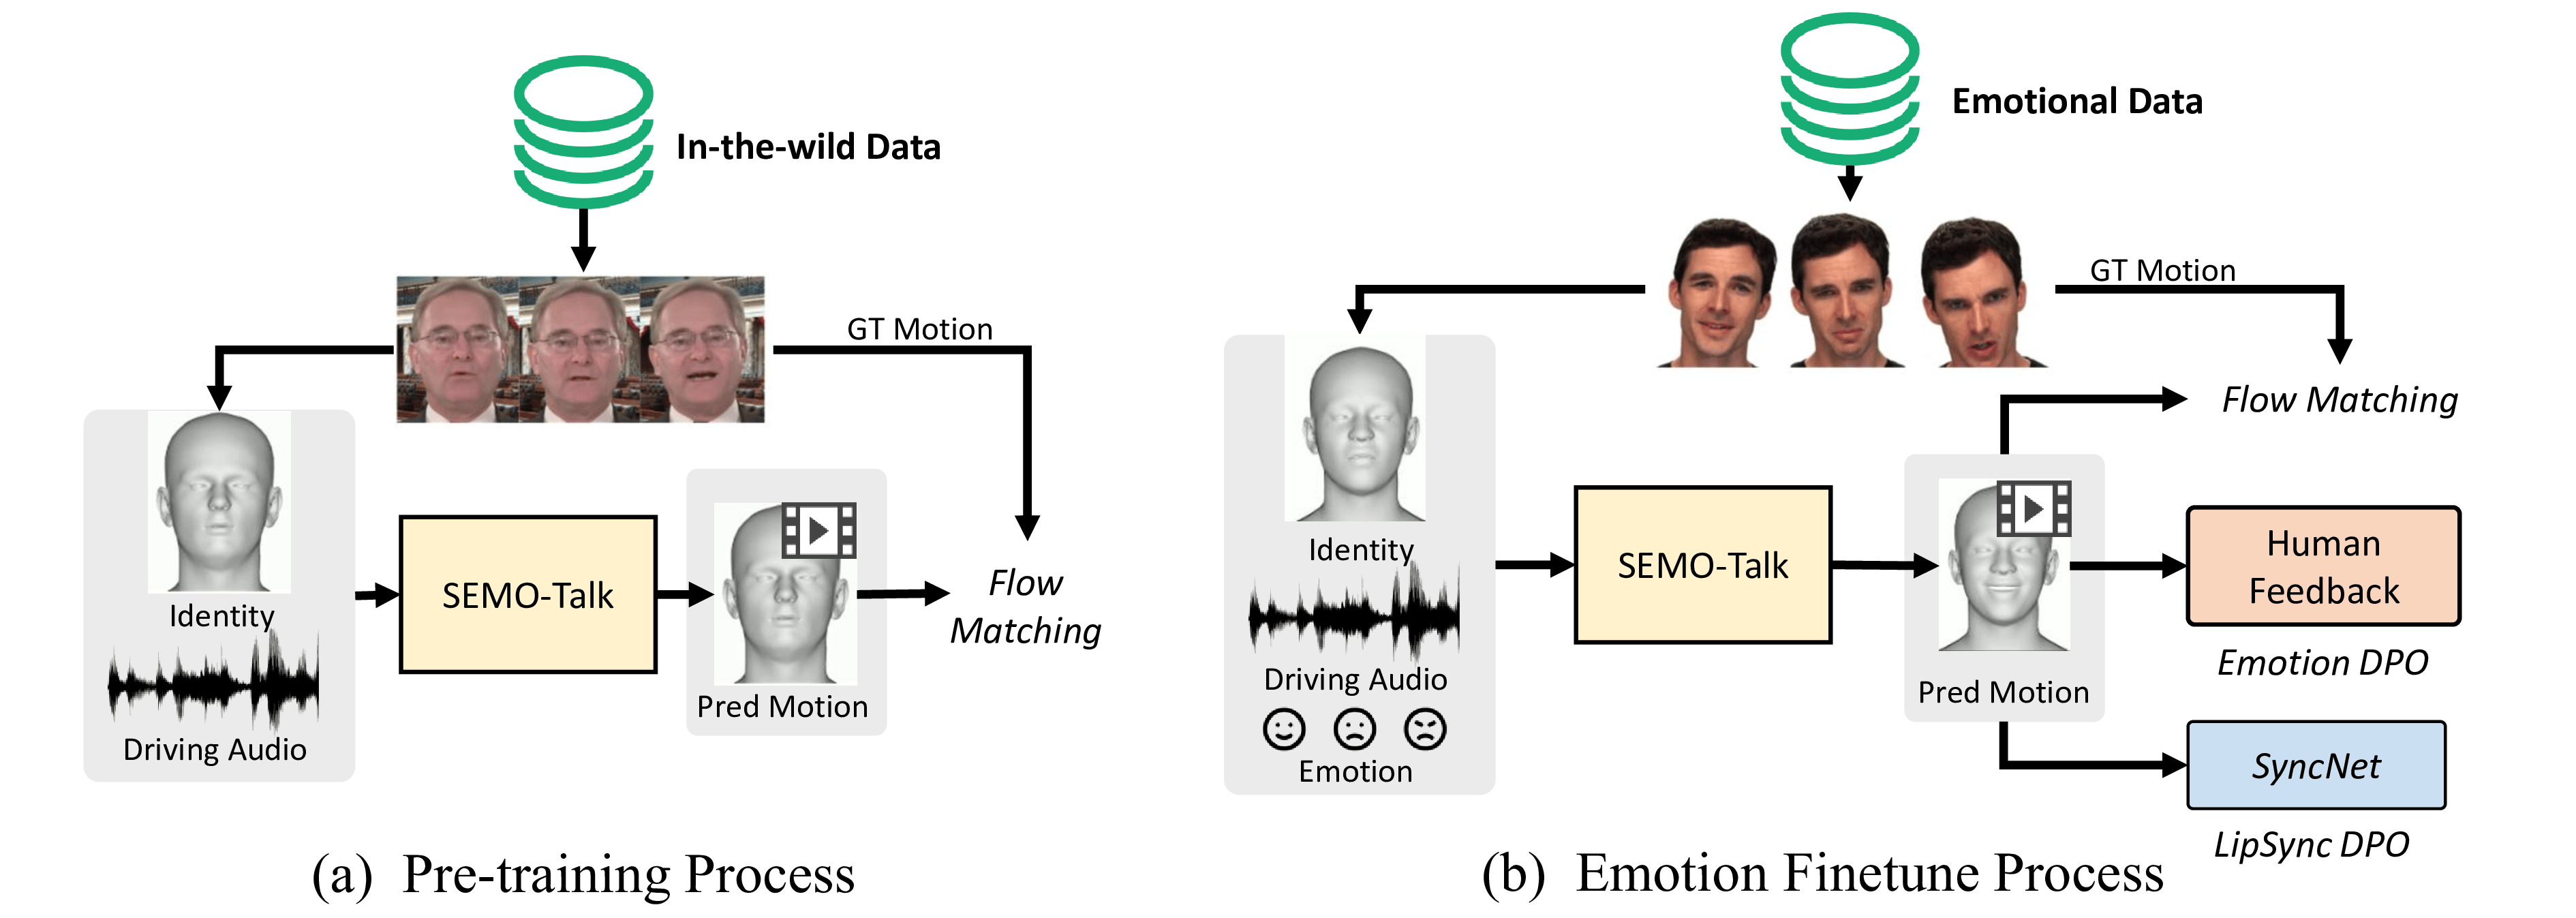 In-the-wild Data
GT Motion
Identity
Driving Audio
SEMO-Talk
Pred Motion
Flow
Matching
(a) Pre-training Process
Emotional Data
GT Motion
Identity
Driving Audio
Emotion
SEMO-Talk
Pred Motion
Flow Matching
Human
Feedback
Emotion DPO
SyncNet
LipSync DPO
(b) Emotion Finetune Process